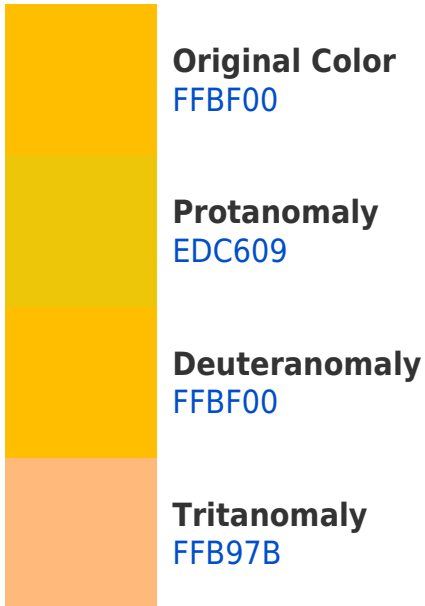 Original Color
FFBF00
Protanomaly
EDC609
Deuteranomaly
FFBF00
Tritanomaly
FFB97B